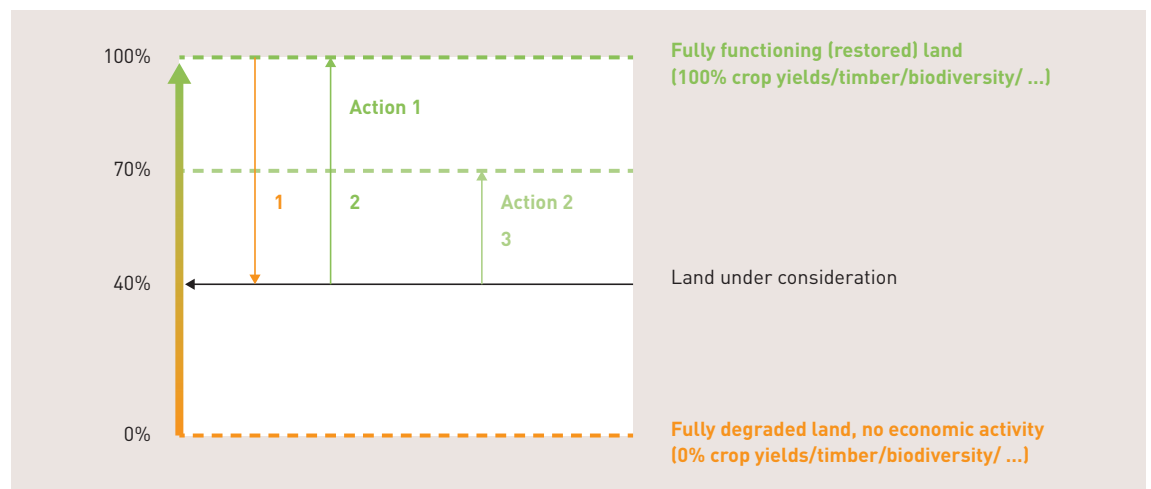 100%
Fully functioning (restored) land
(100% crop yields/timber/biodiversity/ ...)
Action 1
70%
1
2
Action 2
3
40%
Land under consideration
0%
Fully degraded land, no economic activity
(0% crop yields/timber/biodiversity/ ...)